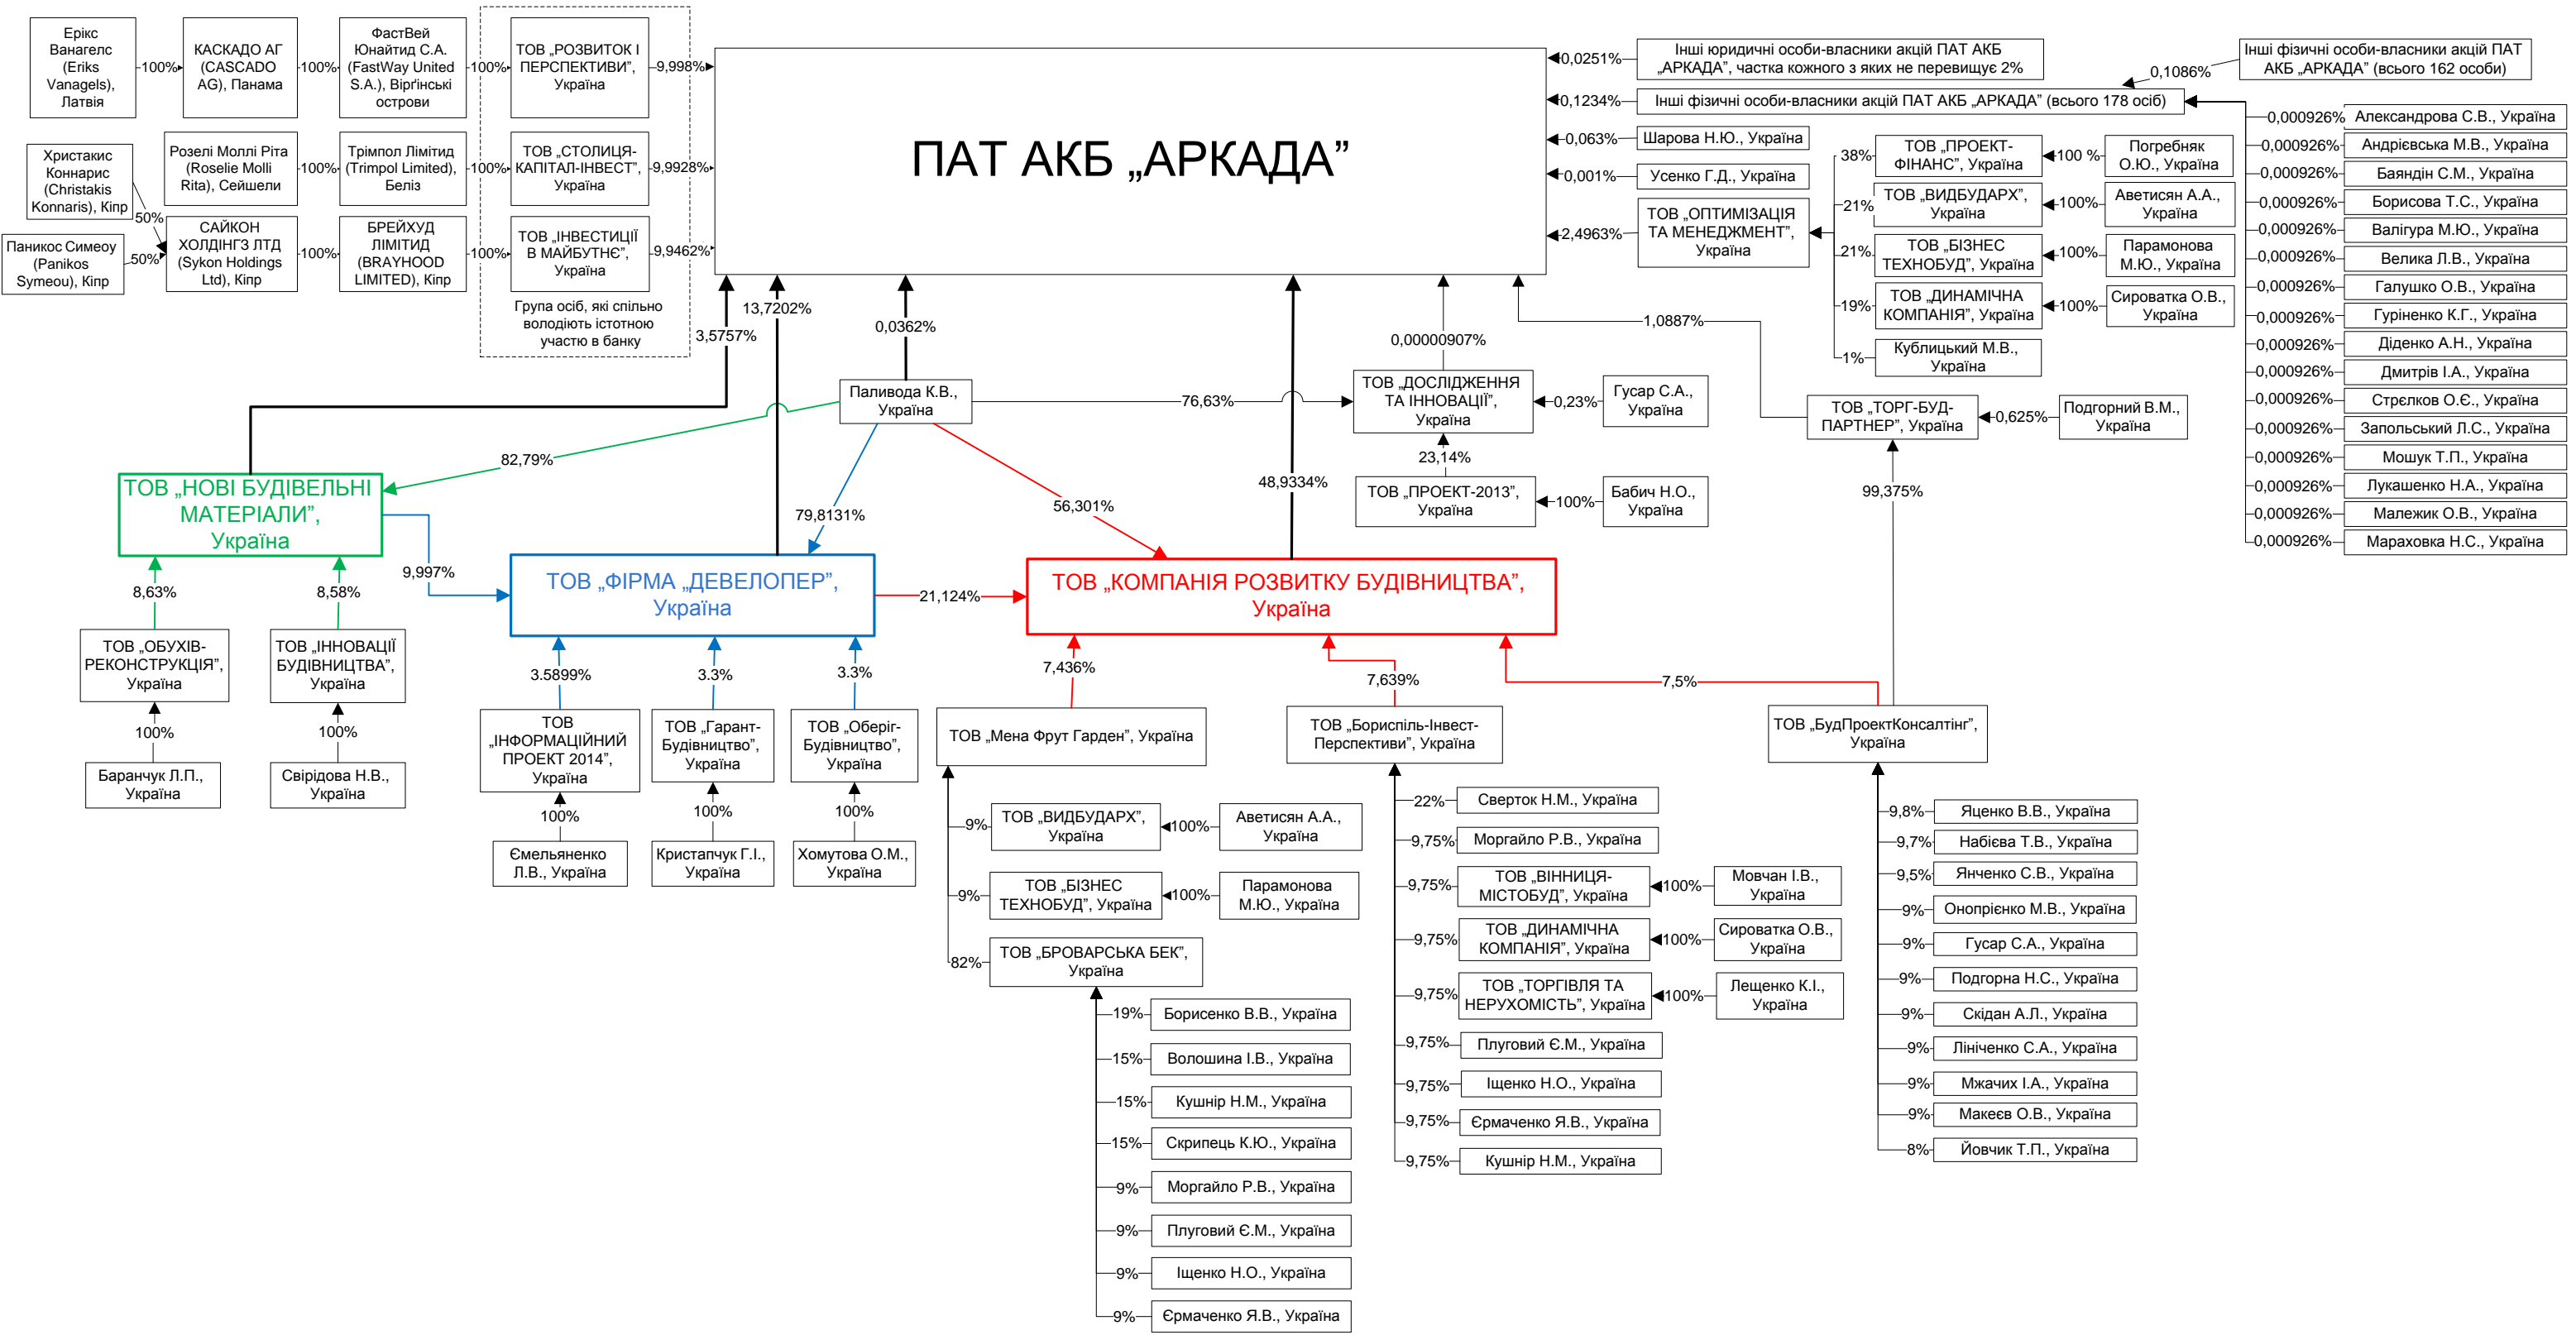 Ерікс
Ванагелс
(Eriks
Vanagels),
Латвія
100%
КАСКАДО АГ
(CASCADO
AG), Панама
100%
ФастВей
Юнайтид С.А.
(FastWay United
S.A.), Вірґінські
острови
100%
ТОВ „РОЗВИТОК І
ПЕРСПЕКТИВИ”,
Україна
9,998%
Христакис
Коннарис
(Christakis
Konnaris), Кіпр
50%
Паникос Симеоу
(Panikos
Symeou), Кіпр
50%
Розелі Моллі Ріта
(Roselie Molli
Rita), Сейшели
100%
Трімпол Лімітид
(Trimpol Limited),
Беліз
100%
ТОВ „СТОЛИЦЯ-
КАПІТАЛ-ІНВЕСТ”,
Україна
9,9928%
САЙКОН
ХОЛДІНГЗ ЛТД
(Sykon Holdings
Ltd), Кіпр
100%
БРЕЙХУД
ЛІМІТИД
(BRAYHOOD
LIMITED), Кіпр
100%
ТОВ „ІНВЕСТИЦІЇ
В МАЙБУТНЄ”,
Україна
9,9462%
Група осіб, які спільно
володіють істотною
участю в банку
ПАТ АКБ „АРКАДА”
0,0251%
Інші юридичні особи-власники акцій ПАТ АКБ
„АРКАДА”, частка кожного з яких не перевищує 2%
Інші фізичні особи-власники акцій ПАТ
АКБ „АРКАДА” (всього 162 особи)
0,1086%
0,1234%
Інші фізичні особи-власники акцій ПАТ АКБ „АРКАДА” (всього 178 осіб)
0,063%
Шарова Н.Ю., Україна
0,001%
Усенко Г.Д., Україна
2,4963%
ТОВ „ОПТИМІЗАЦІЯ
ТА МЕНЕДЖМЕНТ”,
Україна
38%
ТОВ „ПРОЕКТ-
ФІНАНС”, Україна
100 %
Погребняк
О.Ю., Україна
21%
ТОВ „ВИДБУДАРХ”,
Україна
100%
Аветисян А.А.,
Україна
21%
ТОВ „БІЗНЕС
ТЕХНОБУД”, Україна
100%
Парамонова
М.Ю., Україна
19%
ТОВ „ДИНАМІЧНА
КОМПАНІЯ”, Україна
100%
Сироватка О.В.,
Україна
1%
Кублицький М.В.,
Україна
0,000926%
Александрова С.В., Україна
0,000926%
Андрієвська М.В., Україна
0,000926%
Баяндін С.М., Україна
0,000926%
Борисова Т.С., Україна
0,000926%
Валігура М.Ю., Україна
0,000926%
Велика Л.В., Україна
0,000926%
Галушко О.В., Україна
0,000926%
Гуріненко К.Г., Україна
0,000926%
Діденко А.Н., Україна
0,000926%
Дмитрів І.А., Україна
0,000926%
Стрєлков О.Є., Україна
0,000926%
Запольський Л.С., Україна
0,000926%
Мошук Т.П., Україна
0,000926%
Лукашенко Н.А., Україна
0,000926%
Малежик О.В., Україна
0,000926%
Мараховка Н.С., Україна
3,5757%
13,7202%
0,0362%
48,9334%
0,00000907%
1,0887%
Паливода К.В.,
Україна
76,63%
ТОВ „ДОСЛІДЖЕННЯ
ТА ІННОВАЦІЇ”,
Україна
0,23%
Гусар С.А.,
Україна
23,14%
ТОВ „ПРОЕКТ-2013”,
Україна
100%
Бабич Н.О.,
Україна
ТОВ „ТОРГ-БУД-
ПАРТНЕР”, Україна
0,625%
Подгорний В.М.,
Україна
99,375%
82,79%
79,8131%
56,301%
ТОВ „НОВІ БУДІВЕЛЬНІ
МАТЕРІАЛИ”,
Україна
9,997%
ТОВ „ФІРМА „ДЕВЕЛОПЕР”,
Україна
21,124%
ТОВ „КОМПАНІЯ РОЗВИТКУ БУДІВНИЦТВА”,
Україна
8,63%
ТОВ „ОБУХІВ-
РЕКОНСТРУКЦІЯ”,
Україна
100%
Баранчук Л.П.,
Україна
8,58%
ТОВ „ІННОВАЦІЇ
БУДІВНИЦТВА”,
Україна
100%
Свірідова Н.В.,
Україна
3.5899%
ТОВ
„ІНФОРМАЦІЙНИЙ
ПРОЕКТ 2014”,
Україна
100%
Ємельяненко
Л.В., Україна
3.3%
ТОВ „Гарант-
Будівництво”,
Україна
100%
Кристапчук Г.І.,
Україна
3.3%
ТОВ „Оберіг-
Будівництво”,
Україна
100%
Хомутова О.М.,
Україна
7,436%
ТОВ „Мена Фрут Гарден”, Україна
9%
ТОВ „ВИДБУДАРХ”,
Україна
100%
Аветисян А.А.,
Україна
9%
ТОВ „БІЗНЕС
ТЕХНОБУД”, Україна
100%
Парамонова
М.Ю., Україна
82%
ТОВ „БРОВАРСЬКА БЕК”,
Україна
19%
Борисенко В.В., Україна
15%
Волошина І.В., Україна
15%
Кушнір Н.М., Україна
15%
Скрипець К.Ю., Україна
9%
Моргайло Р.В., Україна
9%
Плуговий Є.М., Україна
9%
Іщенко Н.О., Україна
9%
Єрмаченко Я.В., Україна
7,639%
ТОВ „Бориспіль-Інвест-
Перспективи”, Україна
22%
Сверток Н.М., Україна
9,75%
Моргайло Р.В., Україна
9,75%
ТОВ „ВІННИЦЯ-
МІСТОБУД”, Україна
100%
Мовчан І.В.,
Україна
9,75%
ТОВ „ДИНАМІЧНА
КОМПАНІЯ”, Україна
100%
Сироватка О.В.,
Україна
9,75%
ТОВ „ТОРГІВЛЯ ТА
НЕРУХОМІСТЬ”, Україна
100%
Лещенко К.І.,
Україна
9,75%
Плуговий Є.М., Україна
9,75%
Іщенко Н.О., Україна
9,75%
Єрмаченко Я.В., Україна
9,75%
Кушнір Н.М., Україна
7,5%
ТОВ „БудПроектКонсалтінг”,
Україна
9,8%
Яценко В.В., Україна
9,7%
Набієва Т.В., Україна
9,5%
Янченко С.В., Україна
9%
Онопрієнко М.В., Україна
9%
Гусар С.А., Україна
9%
Подгорна Н.С., Україна
9%
Скідан А.Л., Україна
9%
Лініченко С.А., Україна
9%
Мжачих І.А., Україна
9%
Макеєв О.В., Україна
8%
Йовчик Т.П., Україна